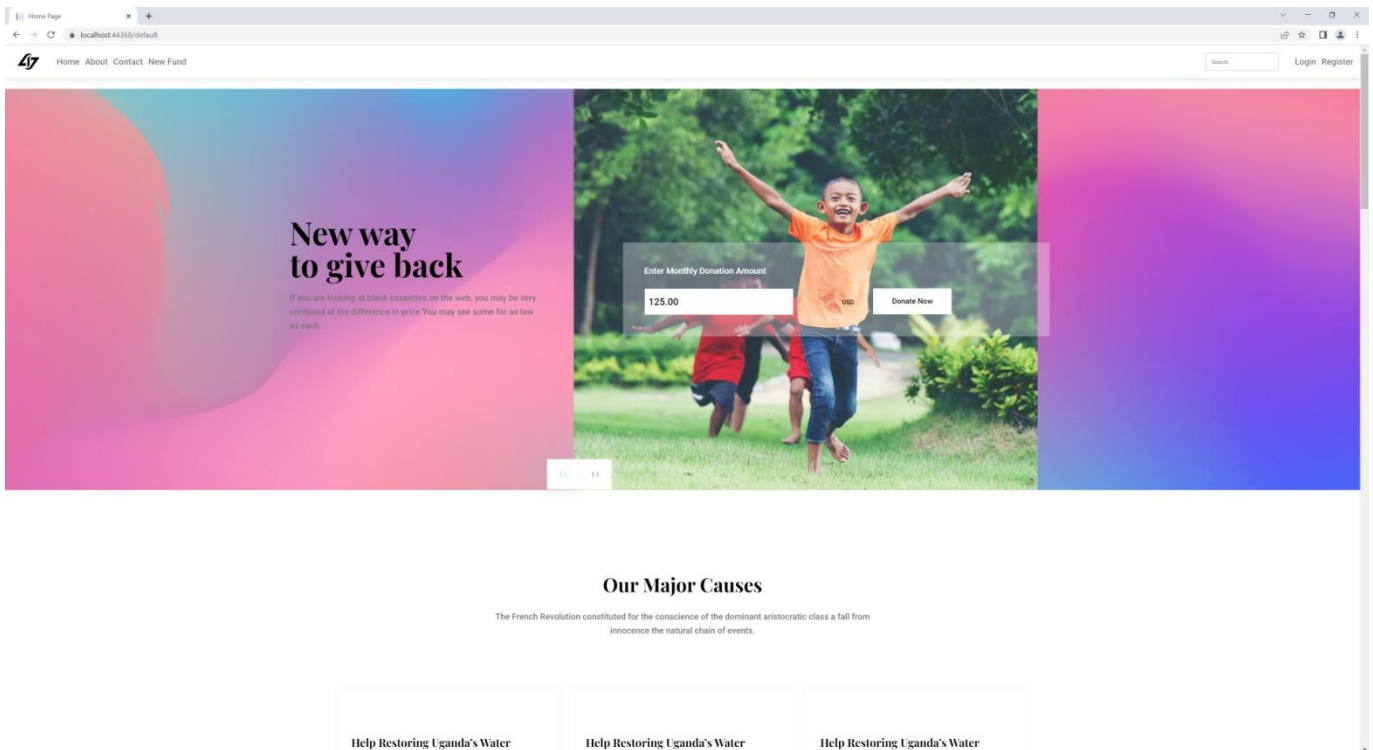 Home Page
localhost:44368/default
Home About Contact New Fund
Search
Login Register
New way
to give back
If you are looking at blank cassettes on the web, you may be very
confused at the difference in price You may see some for as low
as each.
Enter Monthly Donation Amount
125.00
USD
Donate Now
Our Major Causes
The French Revolution constituted for the conscience of the dominant aristocratic class a fall from
innocence the natural chain of events.
Help Restoring Uganda's Water
Help Restoring Uganda's Water
Help Restoring Uganda's Water